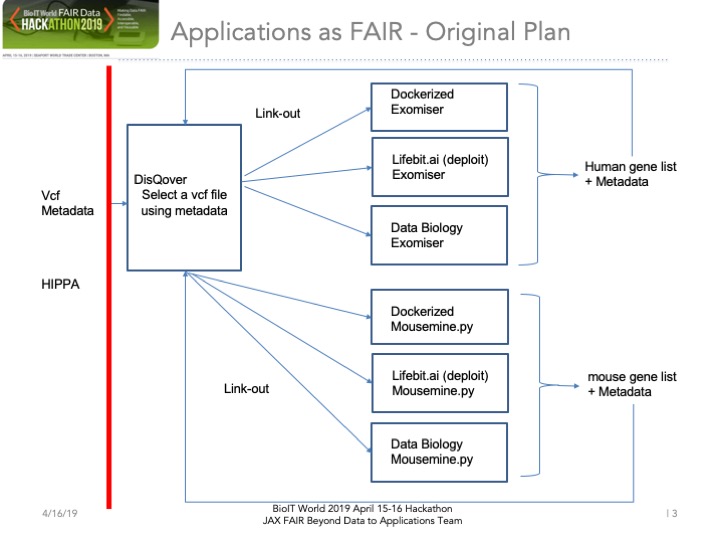 BioIT World FAIR Data
HACKATHON2019
Applications as FAIR - Original Plan
Link-out
Dockerized
Exomiser
Lifebit.ai (deploit)
Exomiser
Data Biology
Exomiser
Human gene list
+ Metadata
DisQover
Select a vcf file
using metadata
Vcf
Metadata
HIPPA
Dockerized
Mousemine.py
Lifebit.ai (deploit)
Mousemine.py
Data Biology
Mousemine.py
Link-out
mouse gene list
+ Metadata
4/16/19
BioIT World 2019 April 15-16 Hackathon
JAX FAIR Beyond Data to Applications Team
| 3